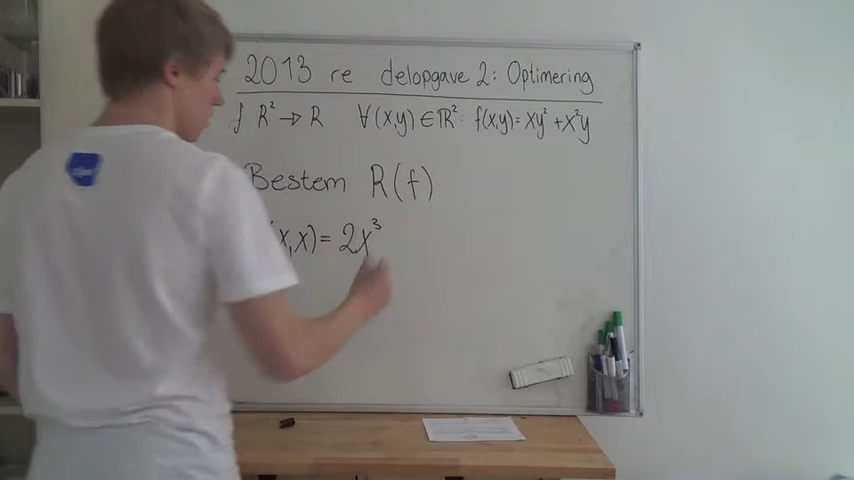 2013 re delopgave 2: Optimering
f R² → R ∀(x,y) ∈ ℝ²: f(x,y) = xy² + x²y
Bestem R(f)
(x,x) = 2x³